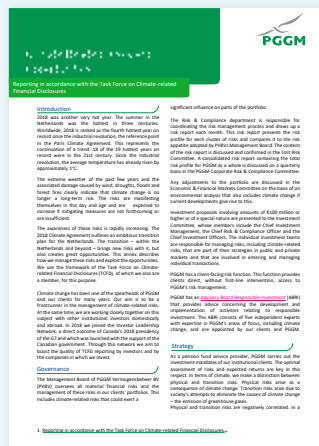 PGGM
Reporting in accordance with the Task Force on Climate-related
Financial Disclosures
Introduction
2018 was another very hot year. The summer in
the Netherlands was the hottest in three centuries.
Worldwide, 2018 is ranked as the fourth hottest year on
record since the industrial revolution, the reference point
in the Paris Climate Agreement. This represents the
continuation of a trend: 18 of the 19 hottest years on
record were in the 21st century. Since the industrial
revolution, the average temperature has already risen by
approximately 1°C.
The extreme weather of the past few years and the
associated damage caused by wind, droughts, floods and
forest fires clearly indicate that climate change is no
longer a long-term risk. The risks are manifesting
themselves in this day and age and are expected to
increase if mitigating measures are not forthcoming or
are insufficient.
The awareness of these risks is rapidly increasing. The
2018 Climate Agreement outlines an ambitious transition
plan for the Netherlands. The transition – within the
Netherlands and beyond – brings new risks with it, but
also creates great opportunities. This annex describes
how we manage these risks and exploit the opportunities.
We use the framework of the Task Force on Climate-
related Financial Disclosures (TCFD), of which we also are
a member, for this purpose.
Climate change has been one of the spearheads of PGGM
and our clients for many years. Our aim is to be a
frontrunner in the management of climate-related risks.
At the same time, we are working closely together on this
subject with other institutional investors domestically
and abroad. In 2018 we joined the Investor Leadership
Network, a direct outcome of Canada's 2018 presidency
of the G7 and which was launched with the support of the
Canadian government. Through this network we aim to
boost the quality of TCFD reporting by investors and by
the companies in which we invest.
Governance
The Management Board of PGGM Vermogensbeheer BV
(PVBV) oversees all material financial risks and the
management of these risks in our clients' portfolios. This
includes climate-related risks that could exert a
significant influence on parts of the portfolio.
The Risk & Compliance department is responsible for
coordinating the risk management process and draws up a
risk report each month. This risk report presents the risk
profile for each cluster of risks and compares it to the risk
appetite adopted by PVBV's Management Board. The content
of the risk report is discussed and confirmed in the Unit Risk
Committee. A consolidated risk report containing the total
risk profile for PGGM as a whole is discussed on a quarterly
basis in the PGGM Corporate Risk & Compliance Committee.
Any adjustments to the portfolio are discussed in the
Economic & Financial Markets Committee on the basis of an
environmental analysis that also includes climate change if
current developments give rise to this.
Investment proposals involving amounts of €100 million or
higher or of a special nature are presented to the Investment
Committee, whose members include the Chief Investment
Management, the Chief Risk & Compliance Officer and the
Chief Investment Officers. The individual investment teams
are responsible for managing risks, including climate-related
risks, that are part of their strategies in public and private
markets and that are involved in entering and managing
individual transactions.
PGGM has a client-facing risk function. This function provides
clients direct, without first-line intervention, access to
PGGM's risk management.
PGGM has an Advisory Board Responsible Investment (ABRI)
that provides advice concerning the development and
implementation of activities relating to responsible
investment. The ABRI consists of five independent experts
with expertise in PGGM's areas of focus, including climate
change, and are appointed by our clients and PGGM.
Strategy
As a pension fund service provider, PGGM carries out the
investment mandates of our institutional clients. The optimal
assessment of risks and expected returns are key in this
respect. In terms of climate, we make a distinction between
physical and transition risks. Physical risks arise as a
consequence of climate change. Transition risks arise due to
society's attempts to eliminate the causes of climate change
– the emission of greenhouse gases.
Physical and transition risks are negatively correlated. In a
1. Reporting in accordance with the Task Force on Climate-related Financial Disclosures